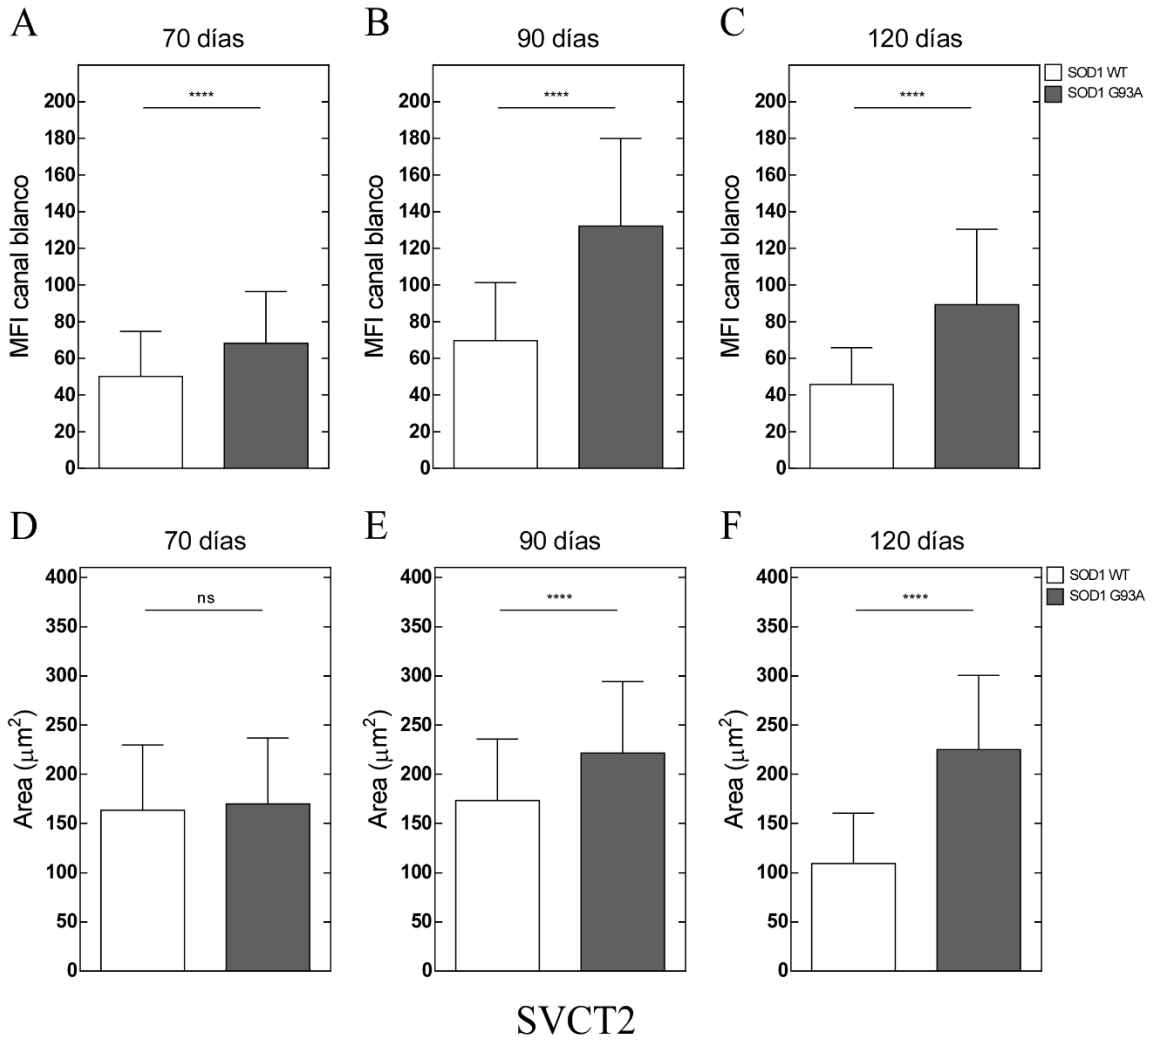 A
70 días
B
90 días
C
120 días
SOD1 WT
SOD1 G93A
MFI canal blanco
200
180
160
140
120
100
80
60
40
20
0
****
MFI canal blanco
200
180
160
140
120
100
80
60
40
20
0
****
MFI canal blanco
200
180
160
140
120
100
80
60
40
20
0
****
D
70 días
E
90 días
F
120 días
SOD1 WT
SOD1 G93A
Area (μm²)
400
350
300
250
200
150
100
50
0
ns
Area (μm²)
400
350
300
250
200
150
100
50
0
****
Area (μm²)
400
350
300
250
200
150
100
50
0
****
SVCT2